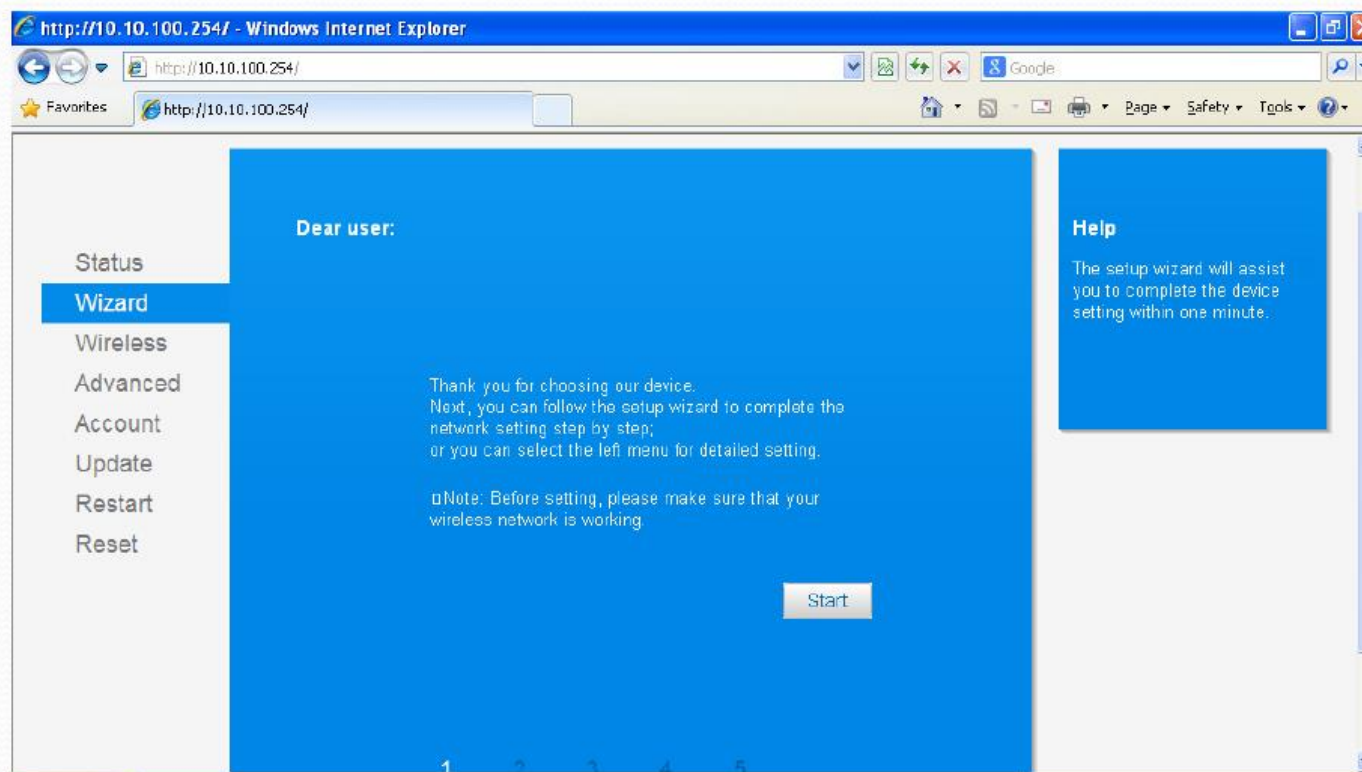 http://10.10.100.254/ - Windows Internet Explorer
http://10.10.100.254/
Google
Favorites
http://10.10.100.254/
Page
Safety
Tools
Status
Wizard
Wireless
Advanced
Account
Update
Restart
Reset
Dear user:
Thank you for choosing our device.
Next, you can follow the setup wizard to complete the
network setting step by step;
or you can select the left menu for detailed setting.
¤Note: Before setting, please make sure that your
wireless network is working.
Start
1 2 3 4 5
Help
The setup wizard will assist
you to complete the device
setting within one minute.